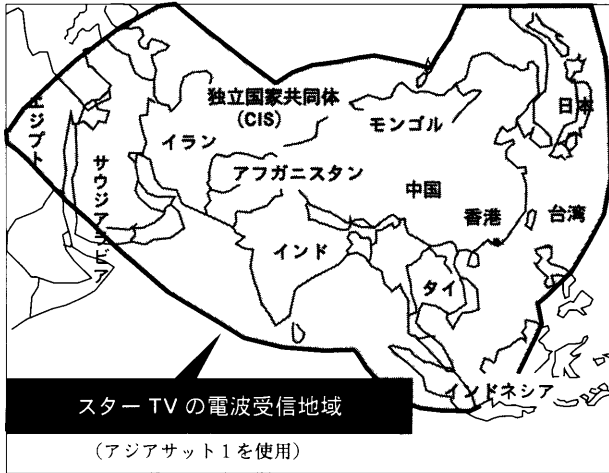 独立国家共同体
(CIS)
日本
モンゴル
エジプト
イラン
アフガニスタン
サウジアラビア
中国
香港
台湾
インド
タイ
インドネシア
スターTVの電波受信地域
(アジアサット1を使用)